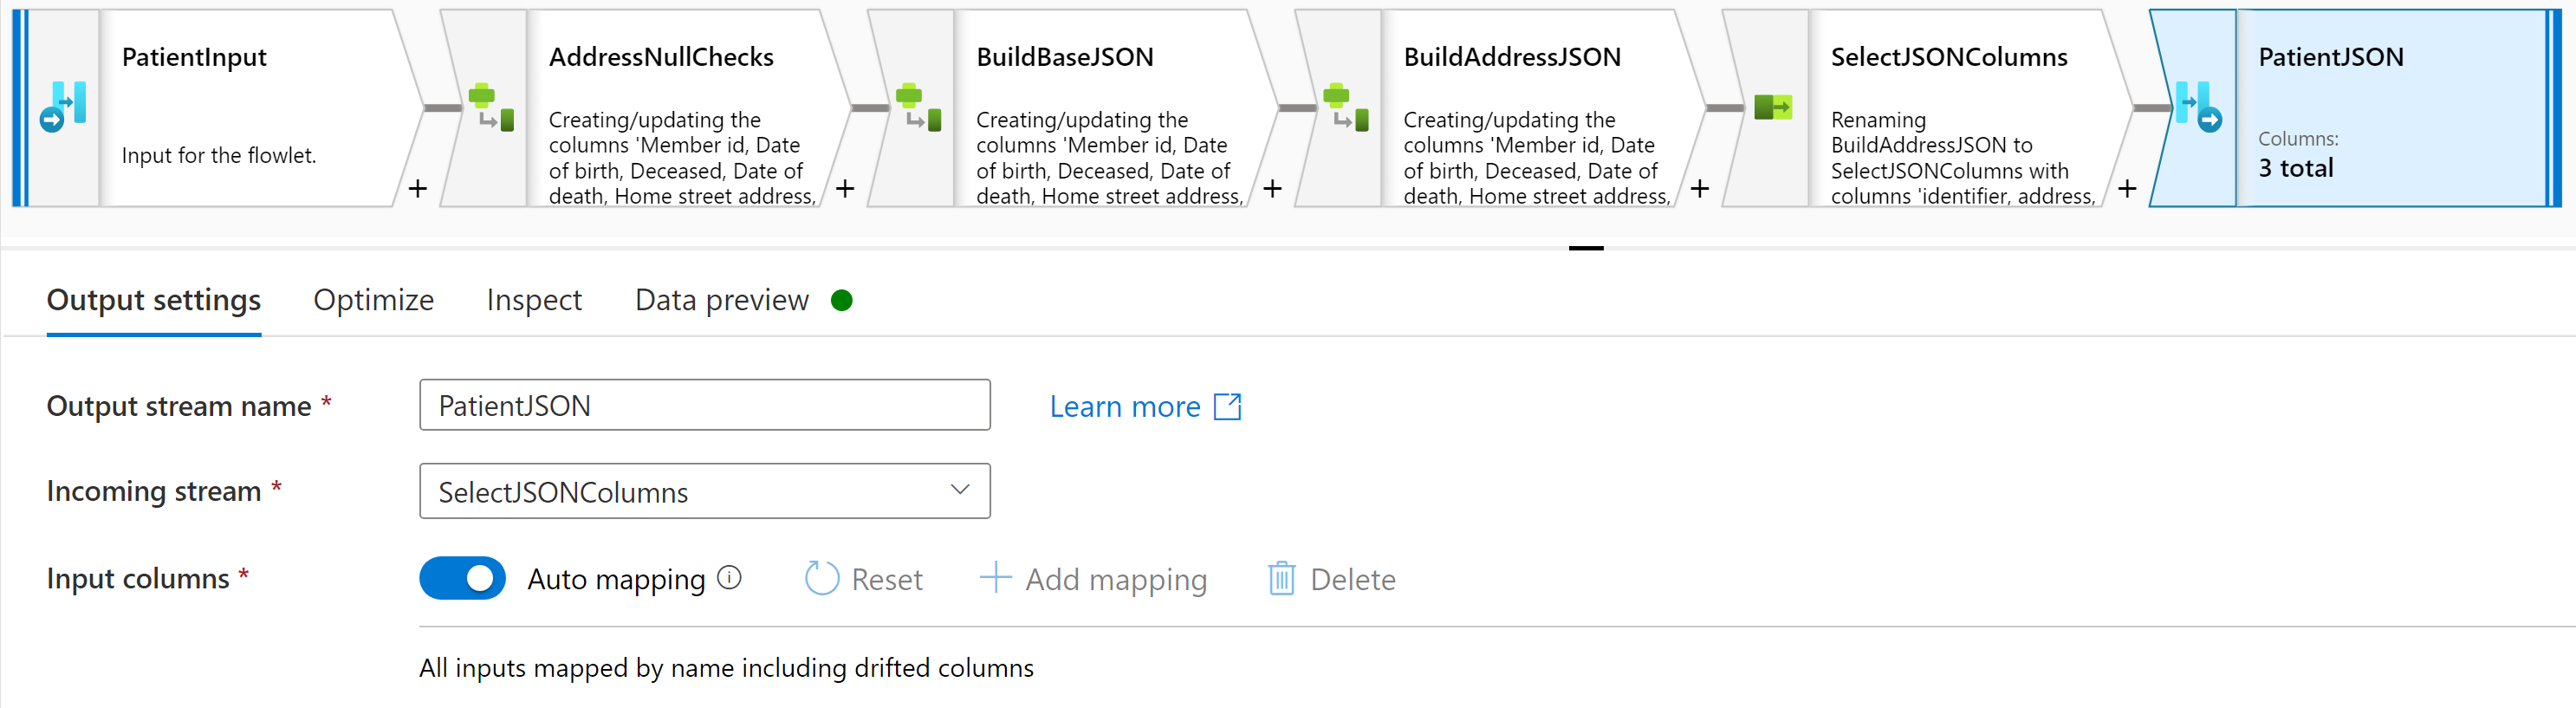 PatientInput
Input for the flowlet.
+
AddressNullChecks
Creating/updating the
columns 'Member id, Date
of birth, Deceased, Date of
death, Home street address,
+
BuildBaseJSON
Creating/updating the
columns 'Member id, Date
of birth, Deceased, Date of
death, Home street address,
+
BuildAddressJSON
Creating/updating the
columns 'Member id, Date
of birth, Deceased, Date of
death, Home street address,
+
SelectJSONColumns
Renaming
BuildAddressJSON to
SelectJSONColumns with
columns 'identifier, address,
+
PatientJSON
Columns:
3 total
Output settings Optimize Inspect Data preview
Output stream name * PatientJSON Learn more
Incoming stream * SelectJSONColumns
Input columns * Auto mapping Reset Add mapping Delete
All inputs mapped by name including drifted columns